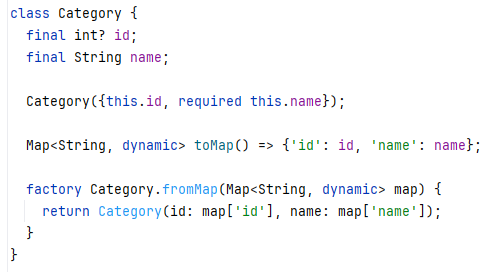 class Category {
  final int? id;
  final String name;

  Category({this.id, required this.name});

  Map<String, dynamic> toMap() => {'id': id, 'name': name};

  factory Category.fromMap(Map<String, dynamic> map) {
    return Category(id: map['id'], name: map['name']);
  }
}